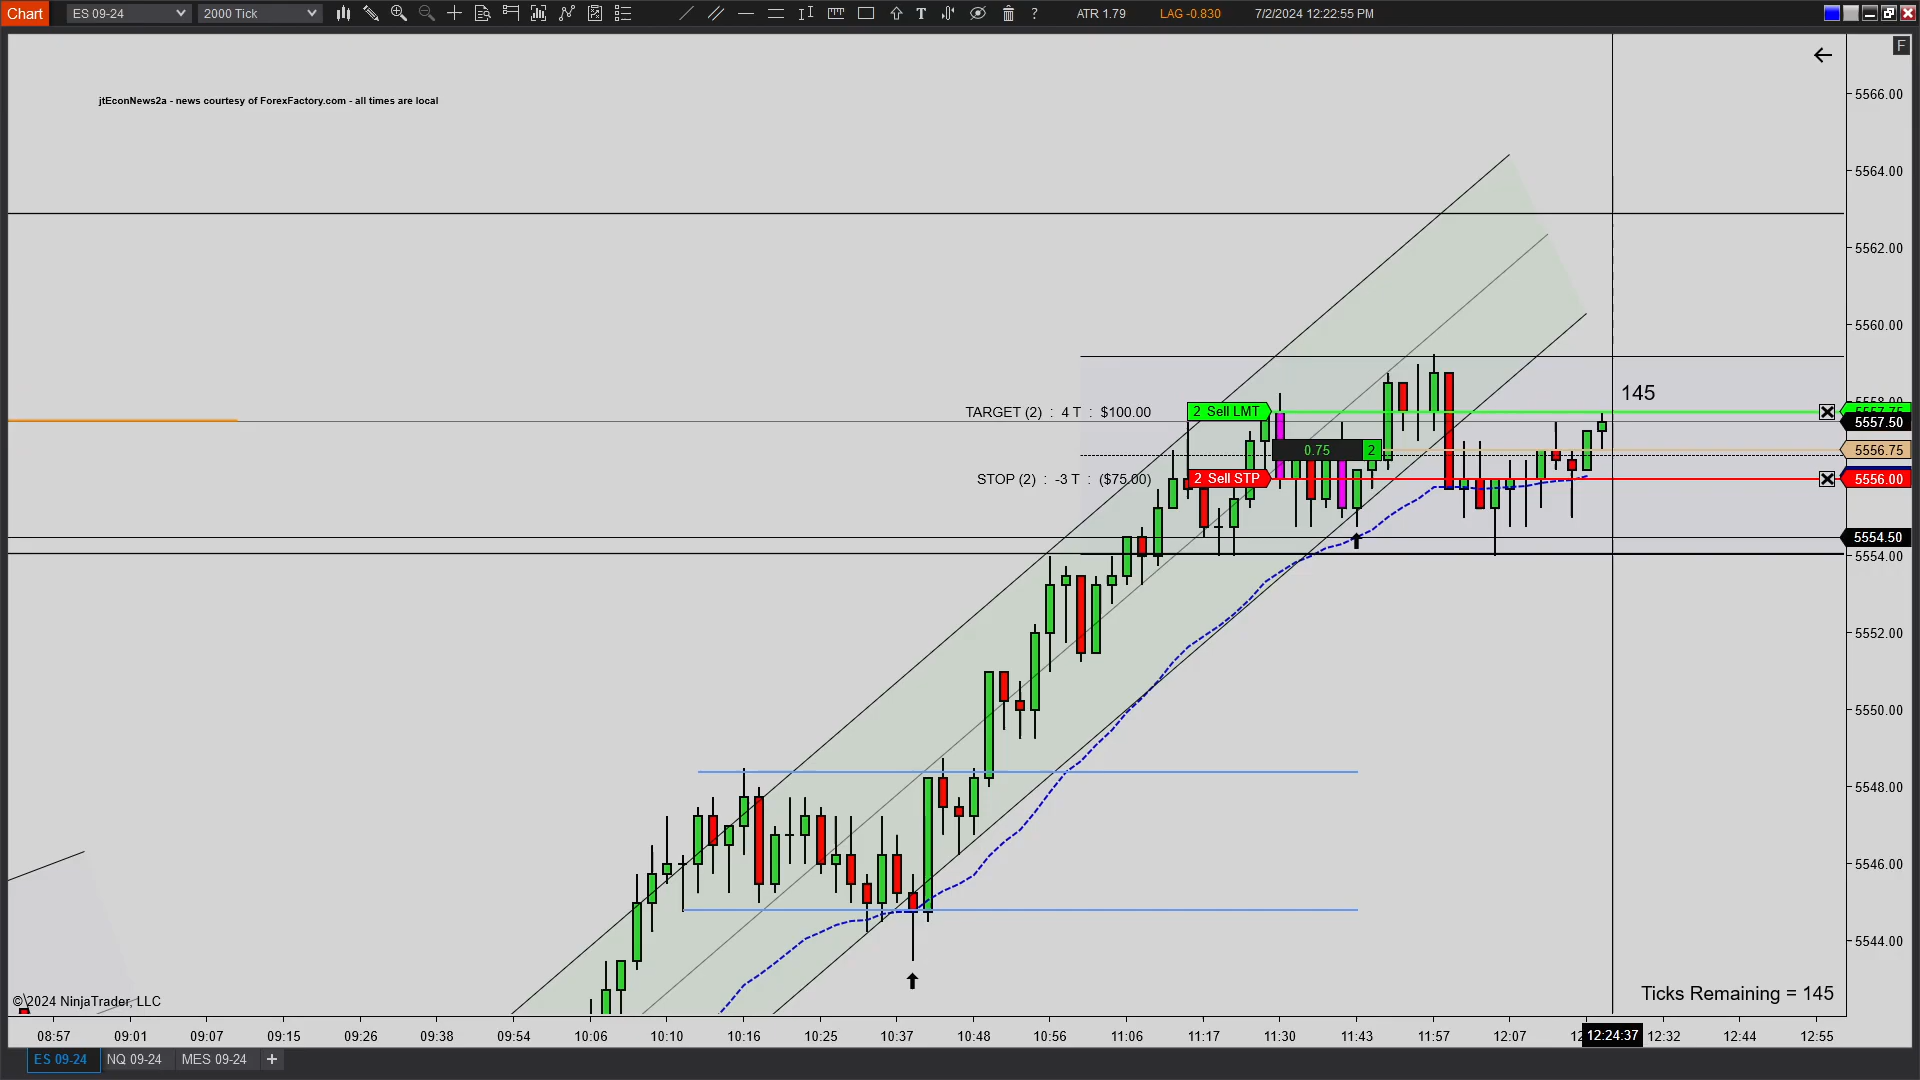 Chart ES 09-24 2000 Tick T ? ATR 1.79 LAG -0.830 7/2/2024 12:22:55 PM
F
jtEconNews2a - news courtesy of ForexFactory.com - all times are local
5566.00
5564.00
5562.00
5560.00
145
TARGET (2) : 4 T : $100.00 2 Sell LMT
5557.50
0.75 2 5556.75
STOP (2) : -3 T : ($75.00) 2 Sell STP 5556.00
5554.50
5554.00
5552.00
5550.00
5548.00
5546.00
5544.00
©2024 NinjaTrader, LLC
Ticks Remaining = 145
08:57 09:01 09:07 09:15 09:26 09:38 09:54 10:06 10:10 10:16 10:25 10:37 10:48 10:56 11:06 11:17 11:30 11:43 11:57 12:07 12:24:37 12:32 12:44 12:55
ES 09-24 NQ 09-24 MES 09-24 +